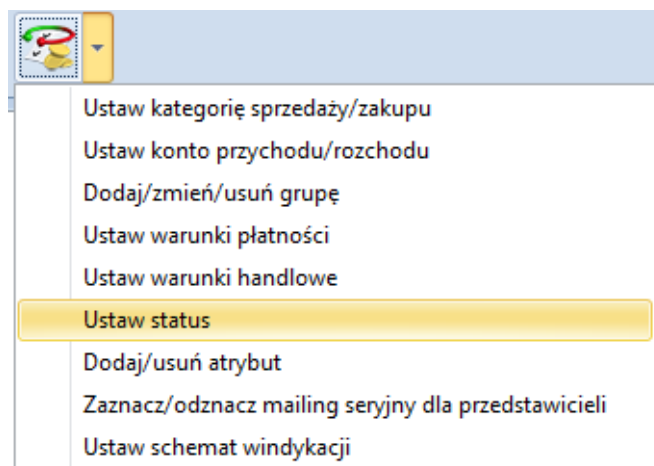 Ustaw kategorię sprzedaży/zakupu
Ustaw konto przychodu/rozchodu
Dodaj/zmień/usuń grupę
Ustaw warunki płatności
Ustaw warunki handlowe
Ustaw status
Dodaj/usuń atrybut
Zaznacz/odznacz mailing seryjny dla przedstawicieli
Ustaw schemat windykacji